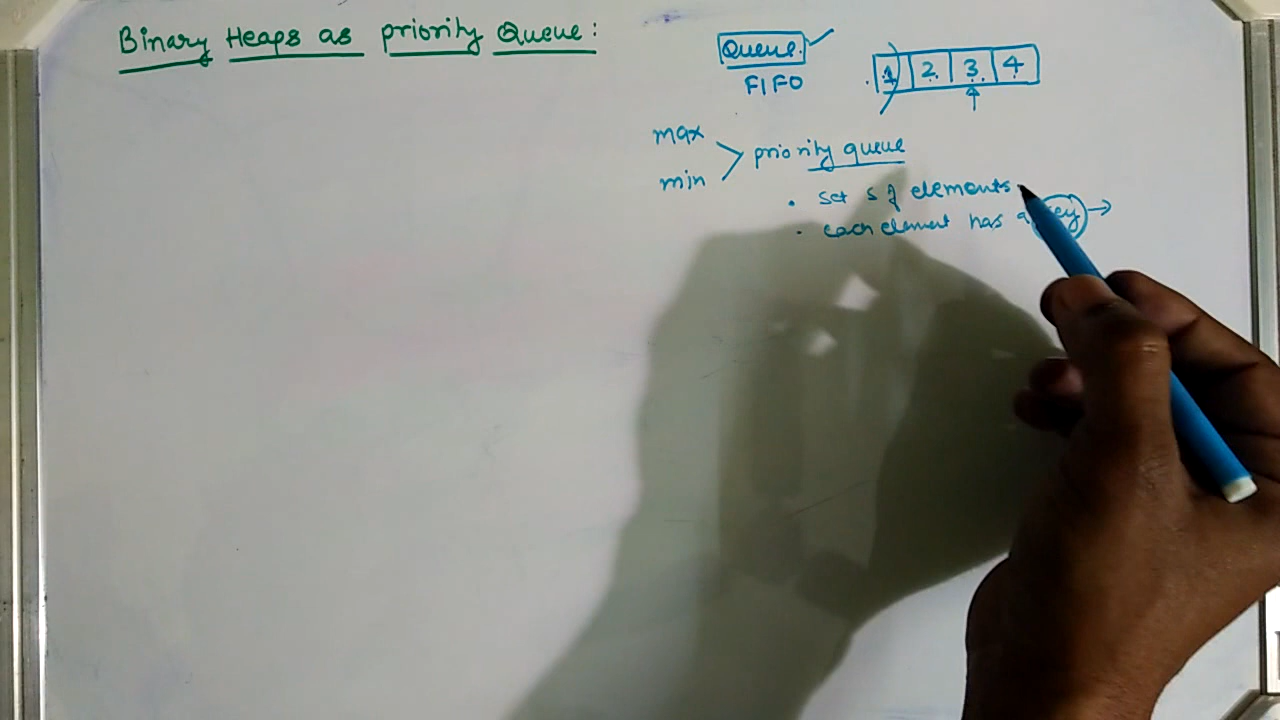 Binary Heaps as priority Queue:
Queue.
FIFO
1 2 3 4
max
min
priority queue
• set S of elements
• each element has a key →